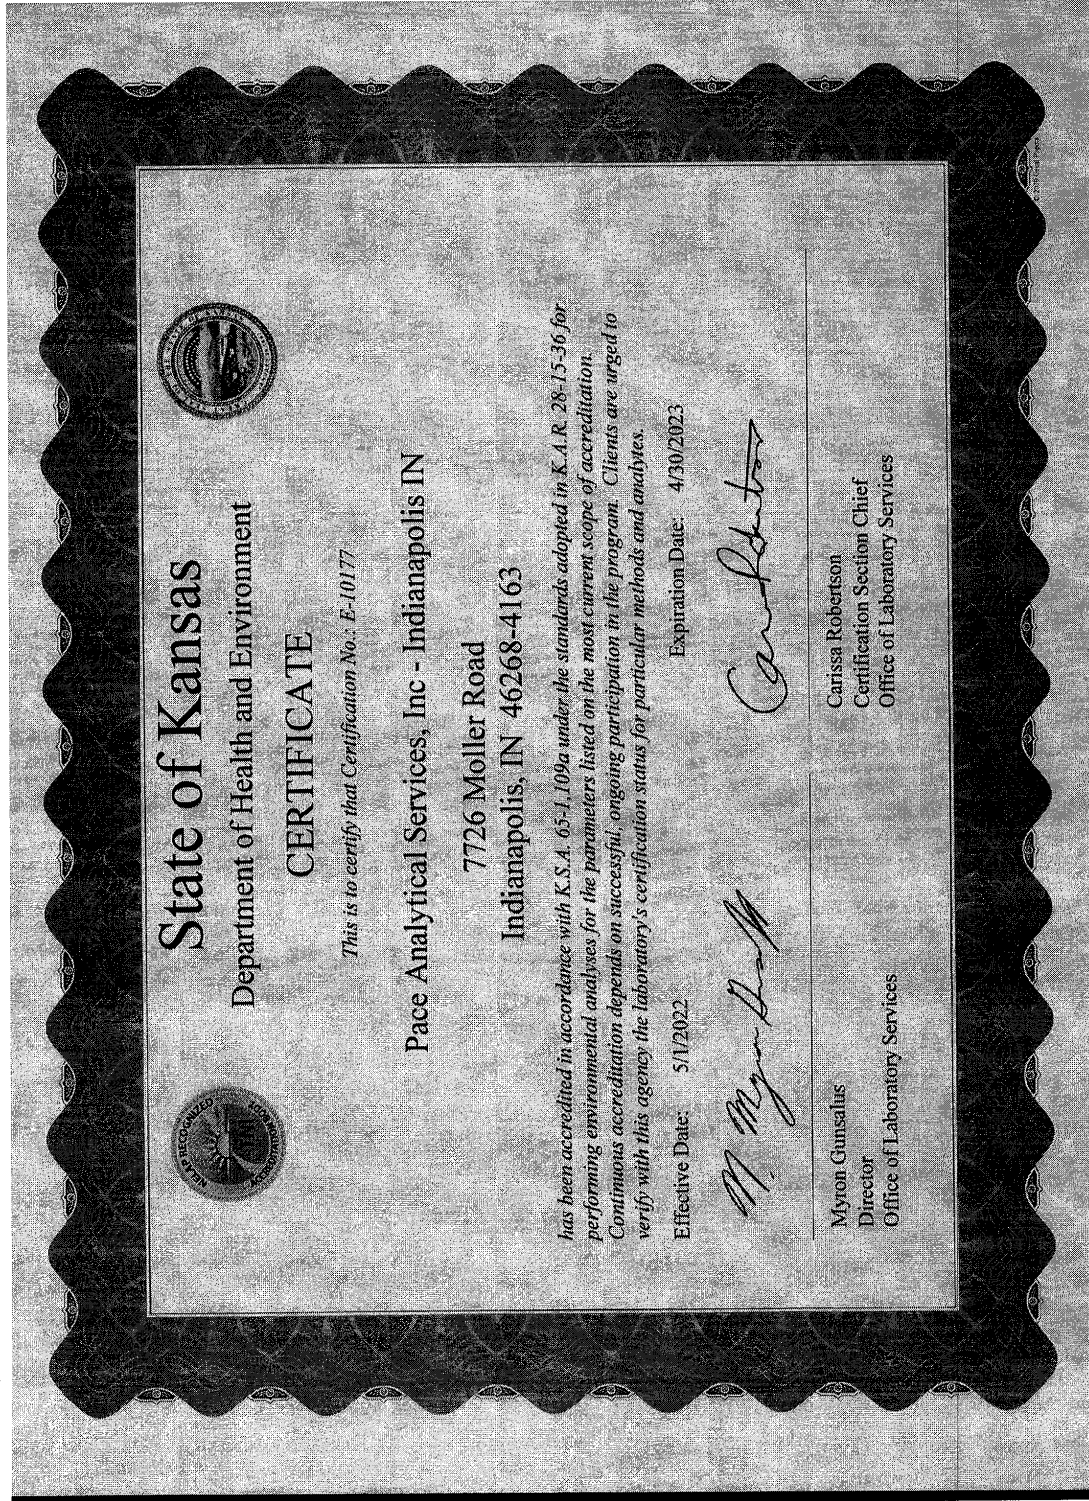 State of Kansas
Department of Health and Environment
CERTIFICATE
This is to certify that Certification No.: E-10177
Pace Analytical Services, Inc - Indianapolis IN
7726 Moller Road
Indianapolis, IN 46268-4163
has been accredited in accordance with K.S.A. 65-1,109a under the standards adopted in K.A.R. 28-15-36 for
performing environmental analyses for the parameters listed on the most current scope of accreditation.
Continuous accreditation depends on successful, ongoing participation in the program. Clients are urged to
verify with this agency the laboratory's certification status for particular methods and analytes.
Effective Date: 5/1/2022 Expiration Date: 4/30/2023
Myron Gunsalus
Director
Office of Laboratory Services
Carissa Robertson
Certification Section Chief
Office of Laboratory Services